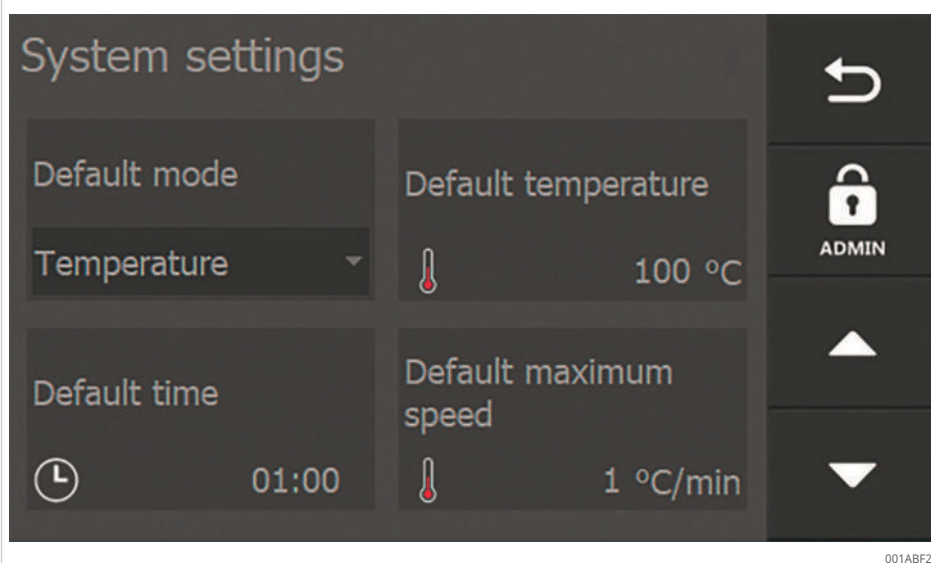 System settings
Default mode
Temperature
Default temperature
100 °C
Default time
01:00
Default maximum
speed
1 °C/min
ADMIN
001ABF2